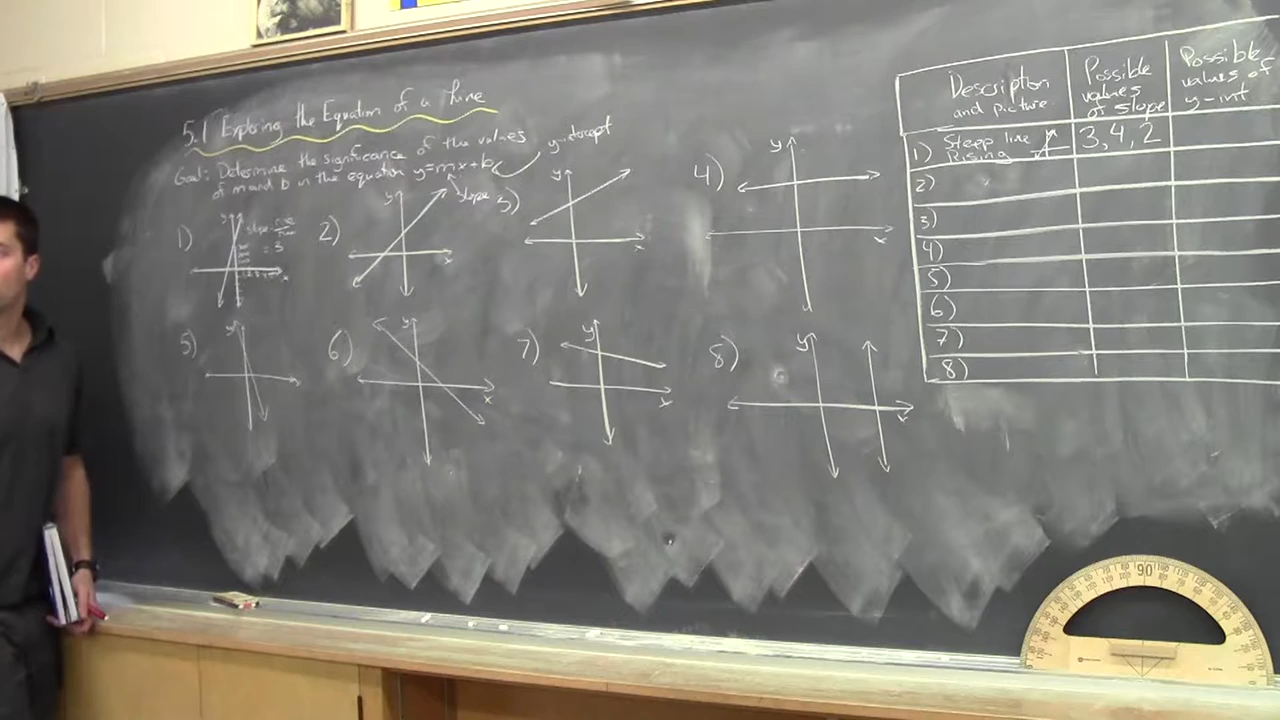 5.1 Exploring the Equation of a Line
Goal: Determine the significance of the values
of m and b in the equation y=mx+b
y-intercept
slope
1)
y
slope = rise
run
= 3
x
2)
y
3)
y
x
4)
y
x
5)
y
6)
y
x
7)
y
x
8)
y
x
Description
and picture
Possible
values
of slope
Possible
values of
y-int
1) Steep line
Rising
3,4,2
2)
3)
4)
5)
6)
7)
8)
90